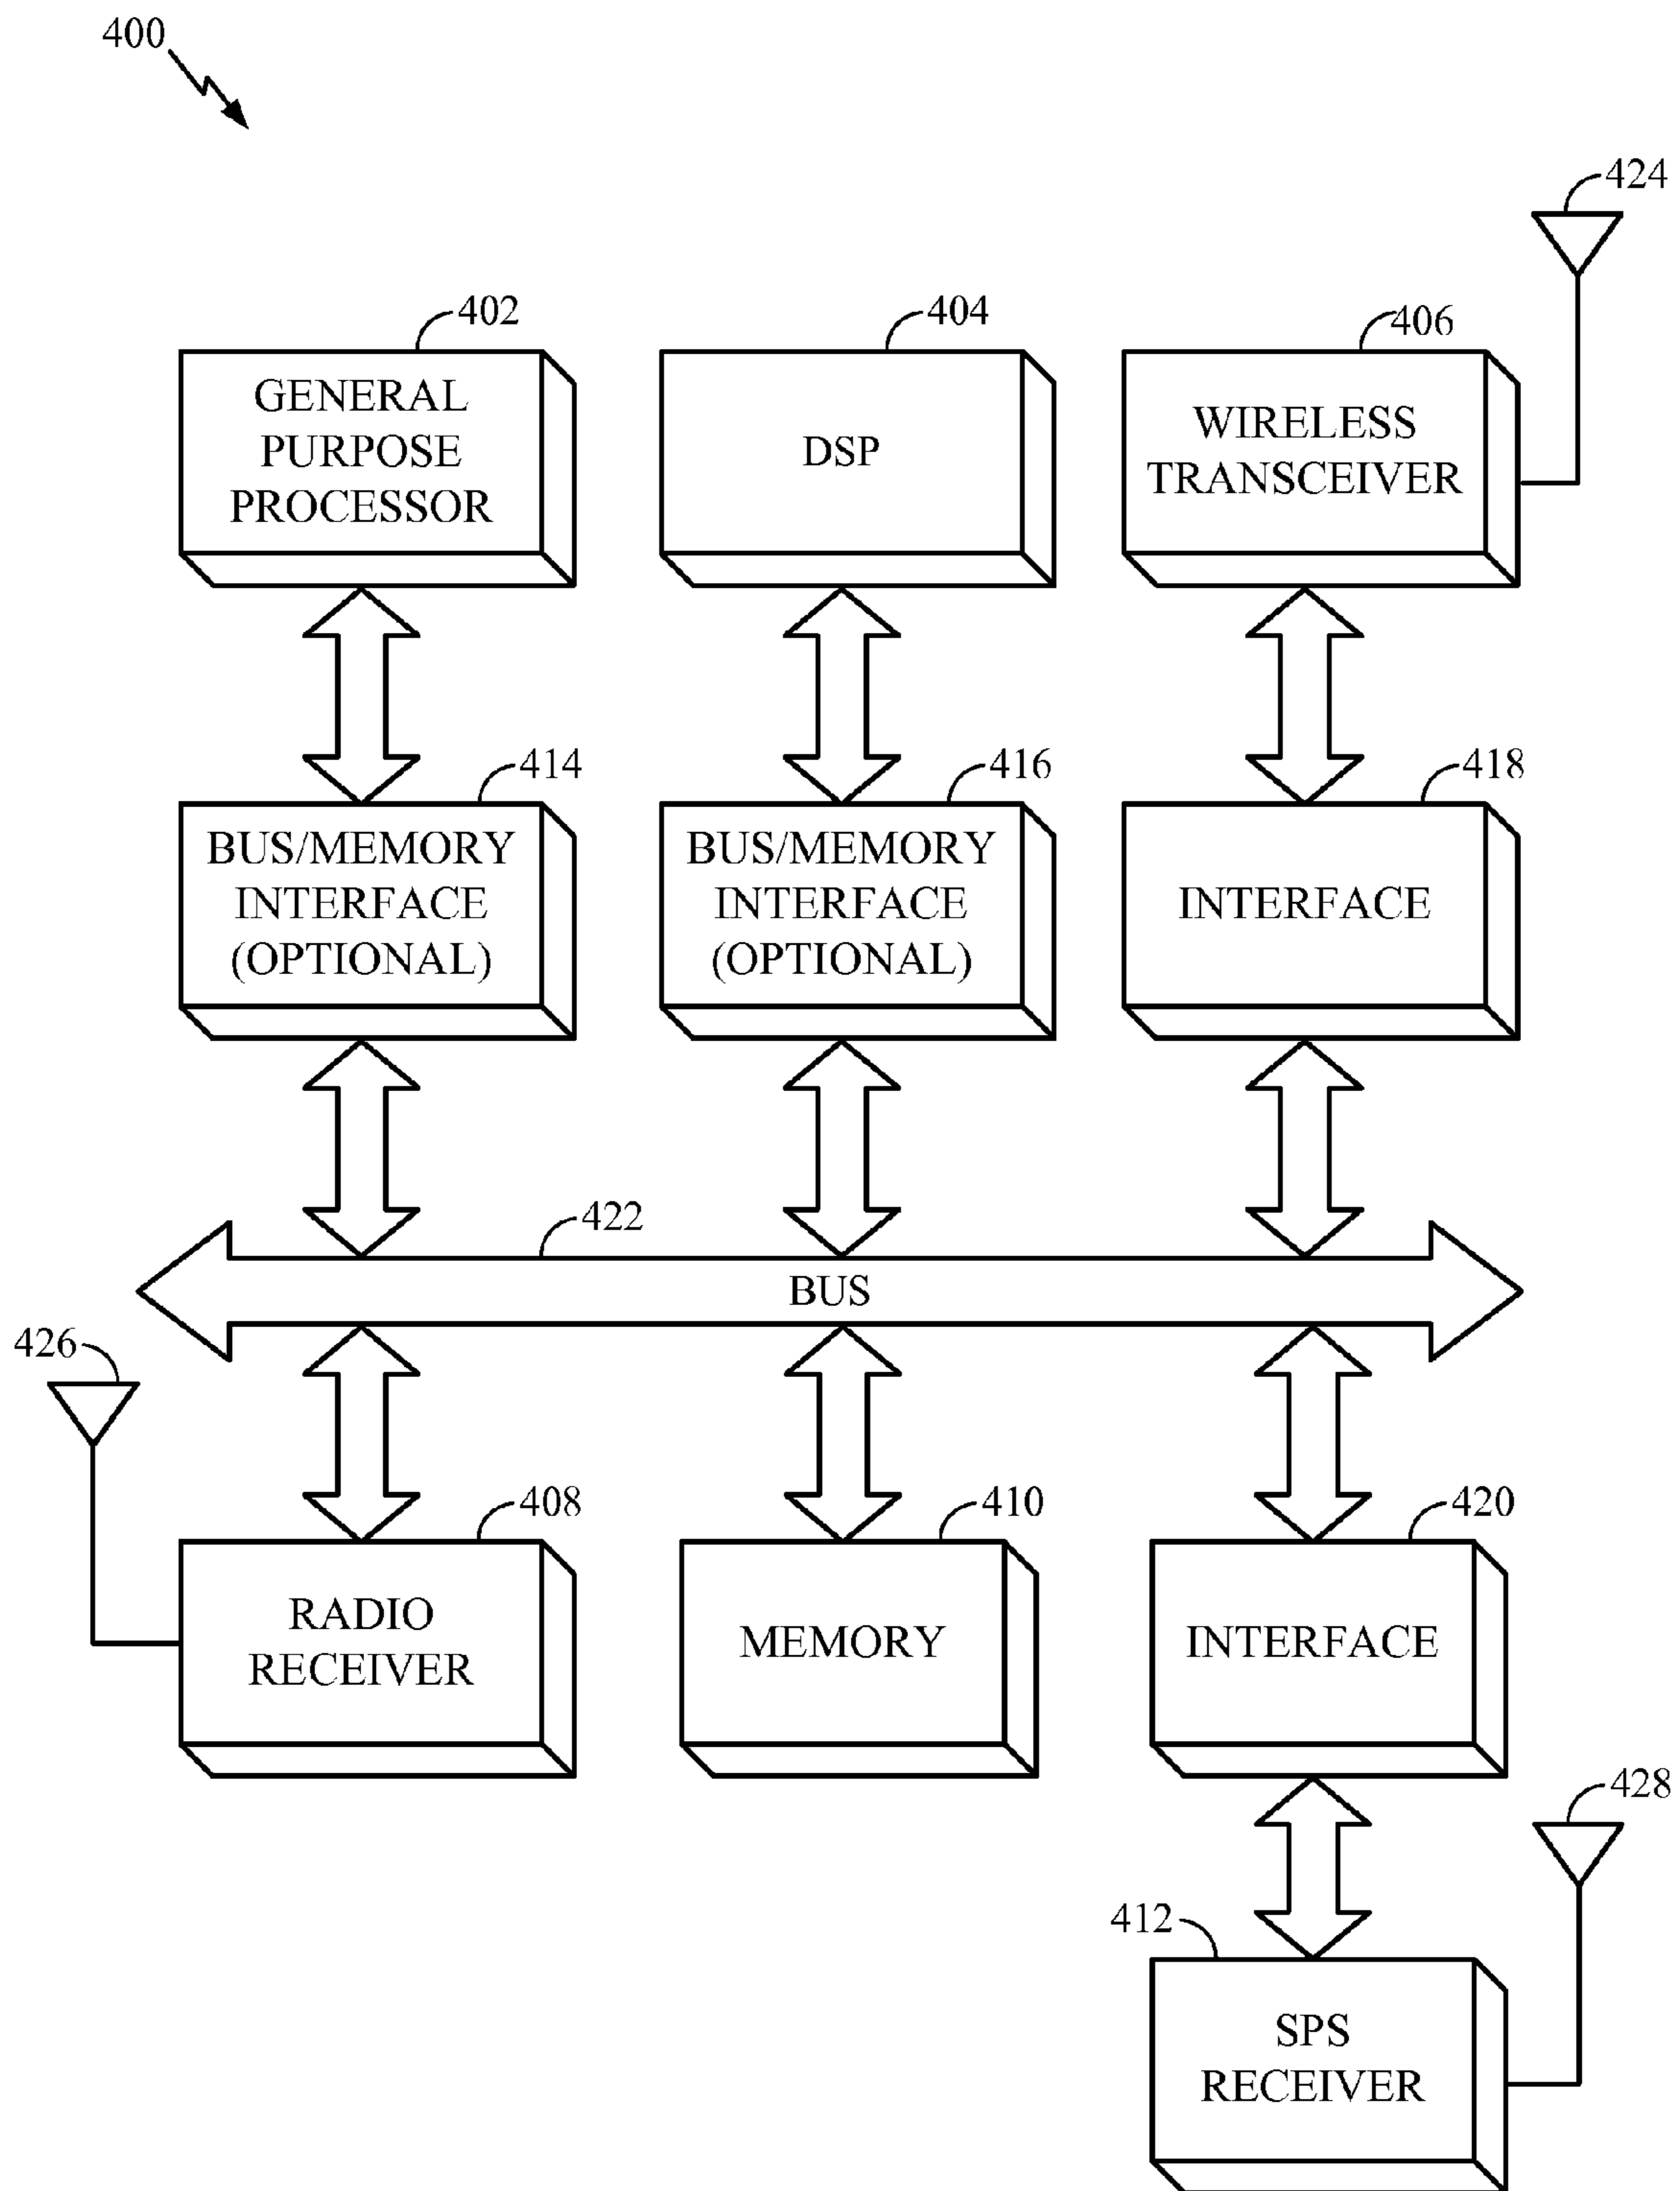 400
424
402
404
406
GENERAL
PURPOSE
PROCESSOR
DSP
WIRELESS
TRANSCEIVER
414
416
418
BUS/MEMORY
INTERFACE
(OPTIONAL)
BUS/MEMORY
INTERFACE
(OPTIONAL)
INTERFACE
422
BUS
426
408
410
420
RADIO
RECEIVER
MEMORY
INTERFACE
428
412
SPS
RECEIVER